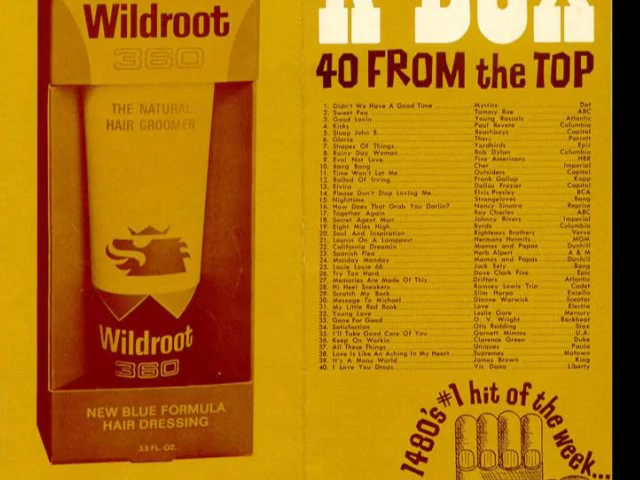 Wildroot
360
THE NATURAL
HAIR GROOMER
Wildroot
360
NEW BLUE FORMULA
HAIR DRESSING
3.5 FL. OZ.
K BOX
40 FROM the TOP
1. Didn't We Have A Good Time Mystics Dot
2. Sweet Pea Tommy Roe ABC
3. Good Lovin Young Rascals Atlantic
4. Kicks Paul Revere Columbia
5. Sloop John B. Beachboys Capitol
6. Gloria Them Parrott
7. Shapes Of Things Yardbirds Epic
8. Rainy Day Woman Bob Dylan Columbia
9. Evol Not Love Five Americans HBR
10. Bang Bang Cher Imperial
11. Time Won't Let Me Outsiders Capitol
12. Ballad Of Irving Frank Gallup Kapp
13. Elvira Dallas Frazier Capitol
14. Please Don't Stop Loving Me Elvis Presley RCA
15. Nighttime Strangeloves Bang
16. How Does That Grab You Darlin? Nancy Sinatra Reprise
17. Together Again Ray Charles ABC
18. Secret Agent Man Johnny Rivers Imperial
19. Eight Miles High Byrds Columbia
20. Soul And Inspiration Righteous Brothers Verve
21. Leanin On A Lamppost Hermans Hermits MGM
22. California Dreamin Mamas and Papas Dunhill
23. Spanish Flea Herb Alpert A & M
24. Monday Monday Mamas and Papas Dunhill
25. Louie Louie 66 Jack Eely Bang
26. Try Too Hard Dave Clark Five Epic
27. Memories Are Made Of This Drifters Atlantic
28. Hi Heel Sneakers Ramsey Lewis Trio Cadet
29. Scratch My Back Slim Harpo Excello
30. Message To Michael Dionne Warwick Scepter
31. My Little Red Book Love Electra
32. Young Love Leslie Gore Mercury
33. Gone For Good O. V. Wright Backbeat
34. Satisfaction Otis Redding Stax
35. I'll Take Good Care Of You Garnett Mimms U.A.
36. Keep On Workin Clarence Green Duke
37. All These Things Uniques Paula
38. Love Is Like An Aching In My Heart Supremes Motown
39. It's A Mans World James Brown King
40. I Love You Drops Vic Dana Liberty
1480's #1 hit of the week...